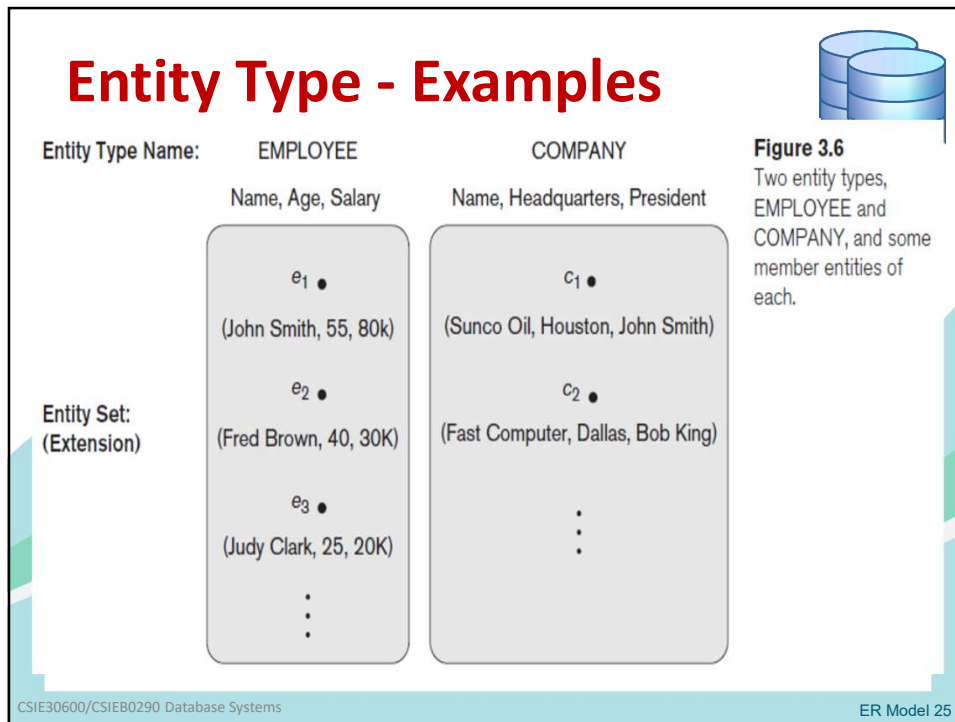 Entity Type - Examples
Entity Type Name: EMPLOYEE COMPANY
Name, Age, Salary Name, Headquarters, President
e1 c1
(John Smith, 55, 80k) (Sunco Oil, Houston, John Smith)
e2 c2
(Fred Brown, 40, 30K) (Fast Computer, Dallas, Bob King)
Entity Set:
(Extension)
e3
(Judy Clark, 25, 20K)
Figure 3.6
Two entity types,
EMPLOYEE and
COMPANY, and some
member entities of
each.
CSIE30600/CSIEB0290 Database Systems
ER Model 25